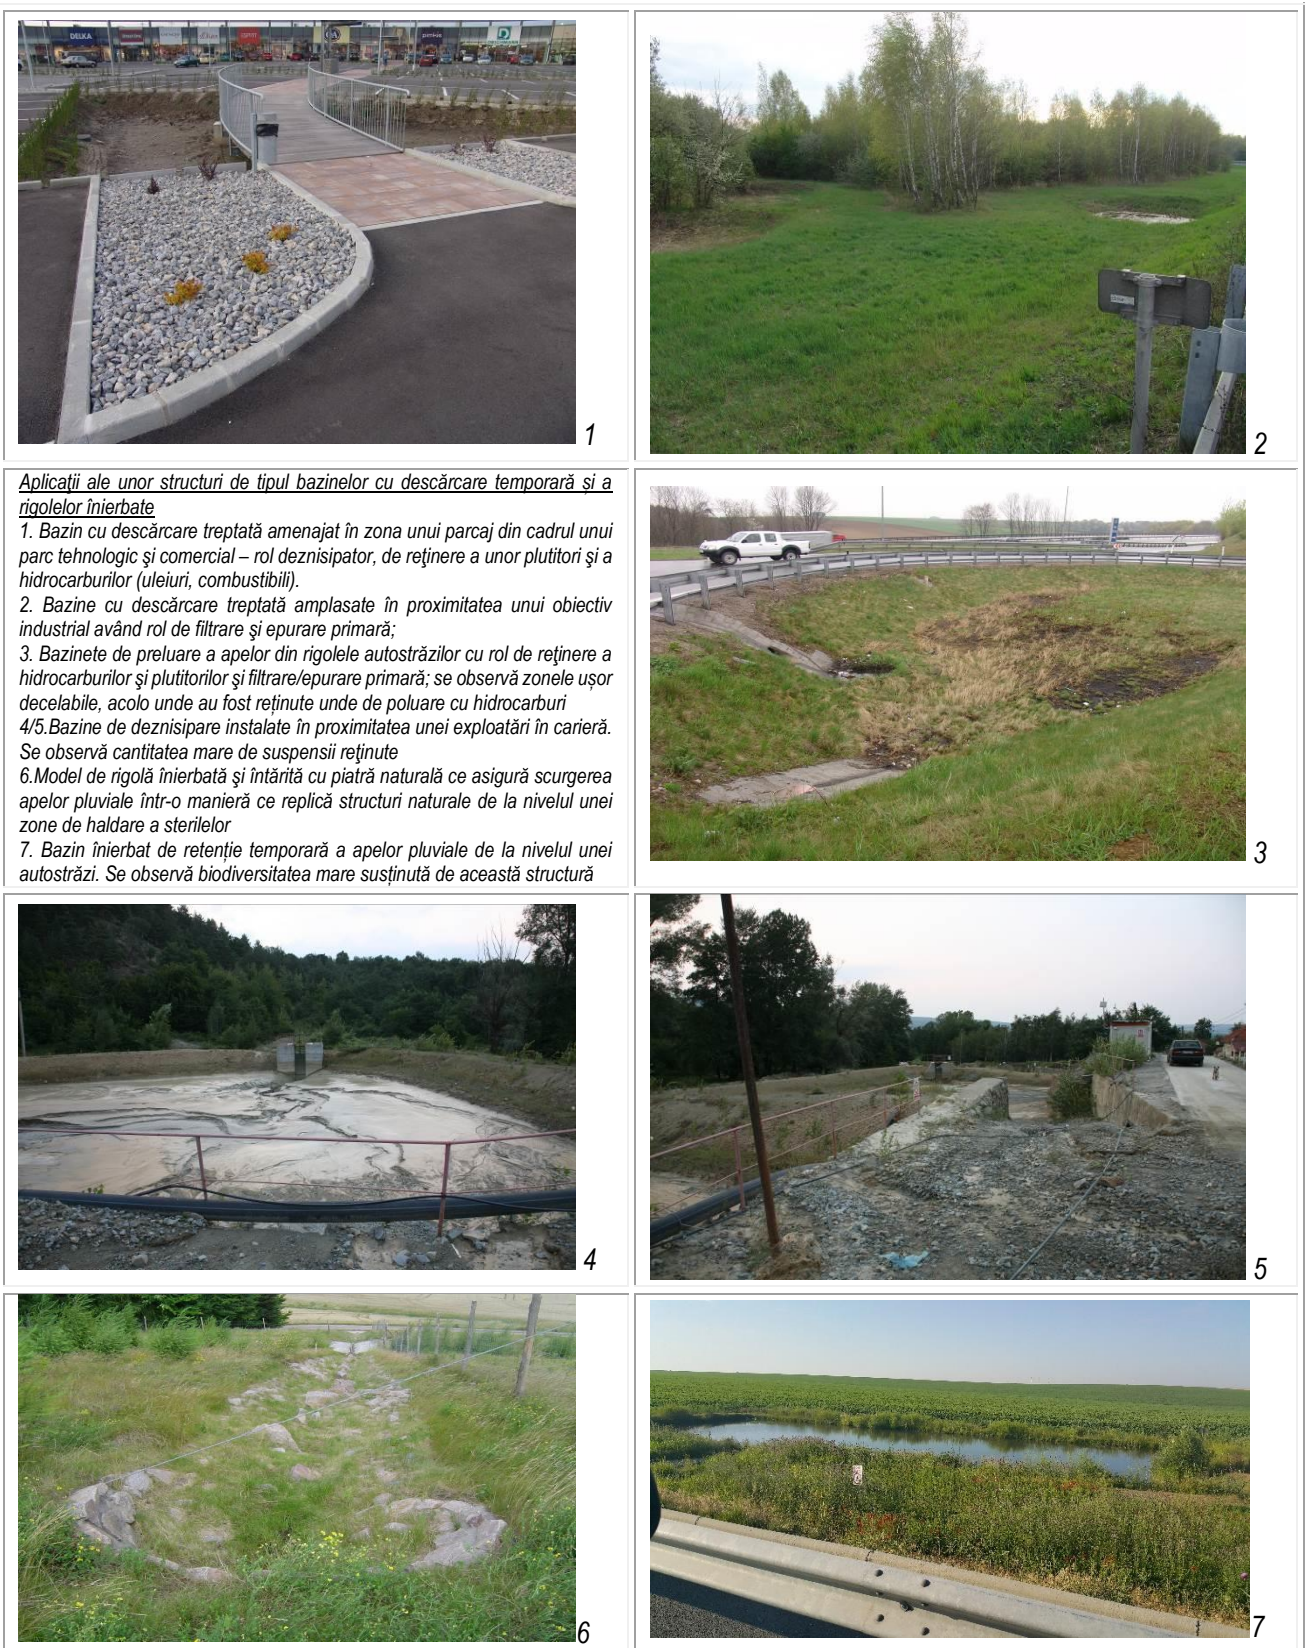 DELKA
ESPRIT
pimkie
1
2
Aplicaţii ale unor structuri de tipul bazinelor cu descărcare temporară și a
rigolelor înierbate
1. Bazin cu descărcare treptată amenajat în zona unui parcaj din cadrul unui
parc tehnologic şi comercial – rol deznisipator, de reţinere a unor plutitori şi a
hidrocarburilor (uleiuri, combustibili).
2. Bazine cu descărcare treptată amplasate în proximitatea unui obiectiv
industrial având rol de filtrare şi epurare primară;
3. Bazinete de preluare a apelor din rigolele autostrăzilor cu rol de reţinere a
hidrocarburilor şi plutitorilor şi filtrare/epurare primară; se observă zonele ușor
decelabile, acolo unde au fost reținute unde de poluare cu hidrocarburi
4/5.Bazine de deznisipare instalate în proximitatea unei exploatări în carieră.
Se observă cantitatea mare de suspensii reţinute
6.Model de rigolă înierbată şi întărită cu piatră naturală ce asigură scurgerea
apelor pluviale într-o manieră ce replică structuri naturale de la nivelul unei
zone de haldare a sterilelor
7. Bazin înierbat de retenție temporară a apelor pluviale de la nivelul unei
autostrăzi. Se observă biodiversitatea mare susținută de această structură
3
4
5
6
7